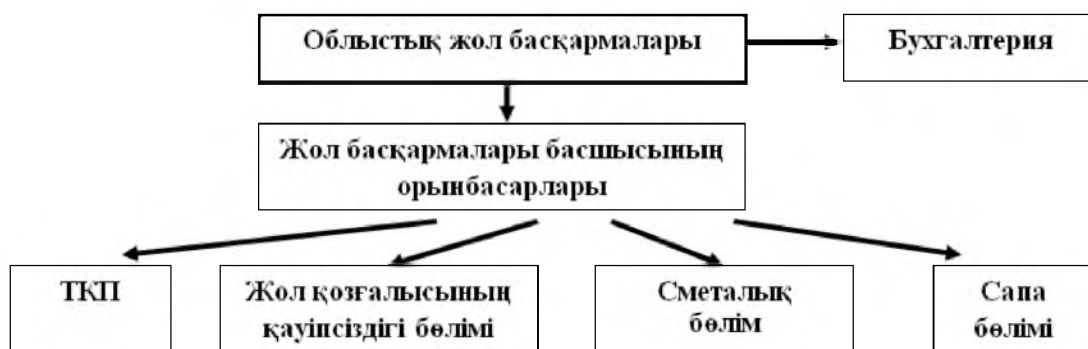 Облыстық жол басқармалары
Бухгалтерия
Жол басқармалары басшысының
орынбасарлары
ТКП
Жол қозғалысының
қауіпсіздігі бөлімі
Сметалық
бөлім
Сапа
бөлімі